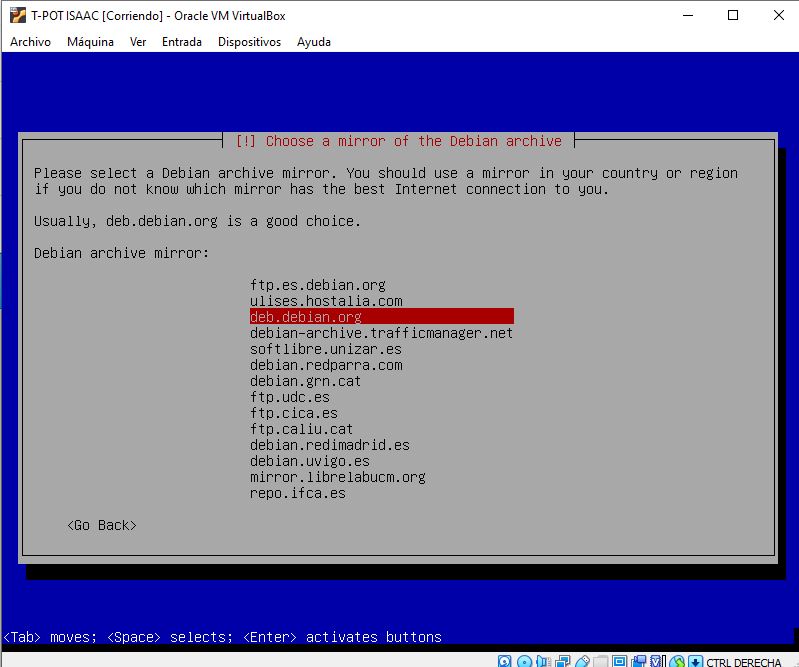 T-POT ISAAC [Corriendo] - Oracle VM VirtualBox
Archivo Máquina Ver Entrada Dispositivos Ayuda
[!] Choose a mirror of the Debian archive
Please select a Debian archive mirror. You should use a mirror in your country or region
if you do not know which mirror has the best Internet connection to you.
Usually, deb.debian.org is a good choice.
Debian archive mirror:
ftp.es.debian.org
ulises.hostalia.com
deb.debian.org
debian-archive.trafficmanager.net
softlibre.unizar.es
debian.redparra.com
debian.grn.cat
ftp.udc.es
ftp.cica.es
ftp.caliu.cat
debian.redimadrid.es
debian.uvigo.es
mirror.librelabucm.org
repo.ifca.es
<Go Back>
<Tab> moves; <Space> selects; <Enter> activates buttons
CTRL DERECHA